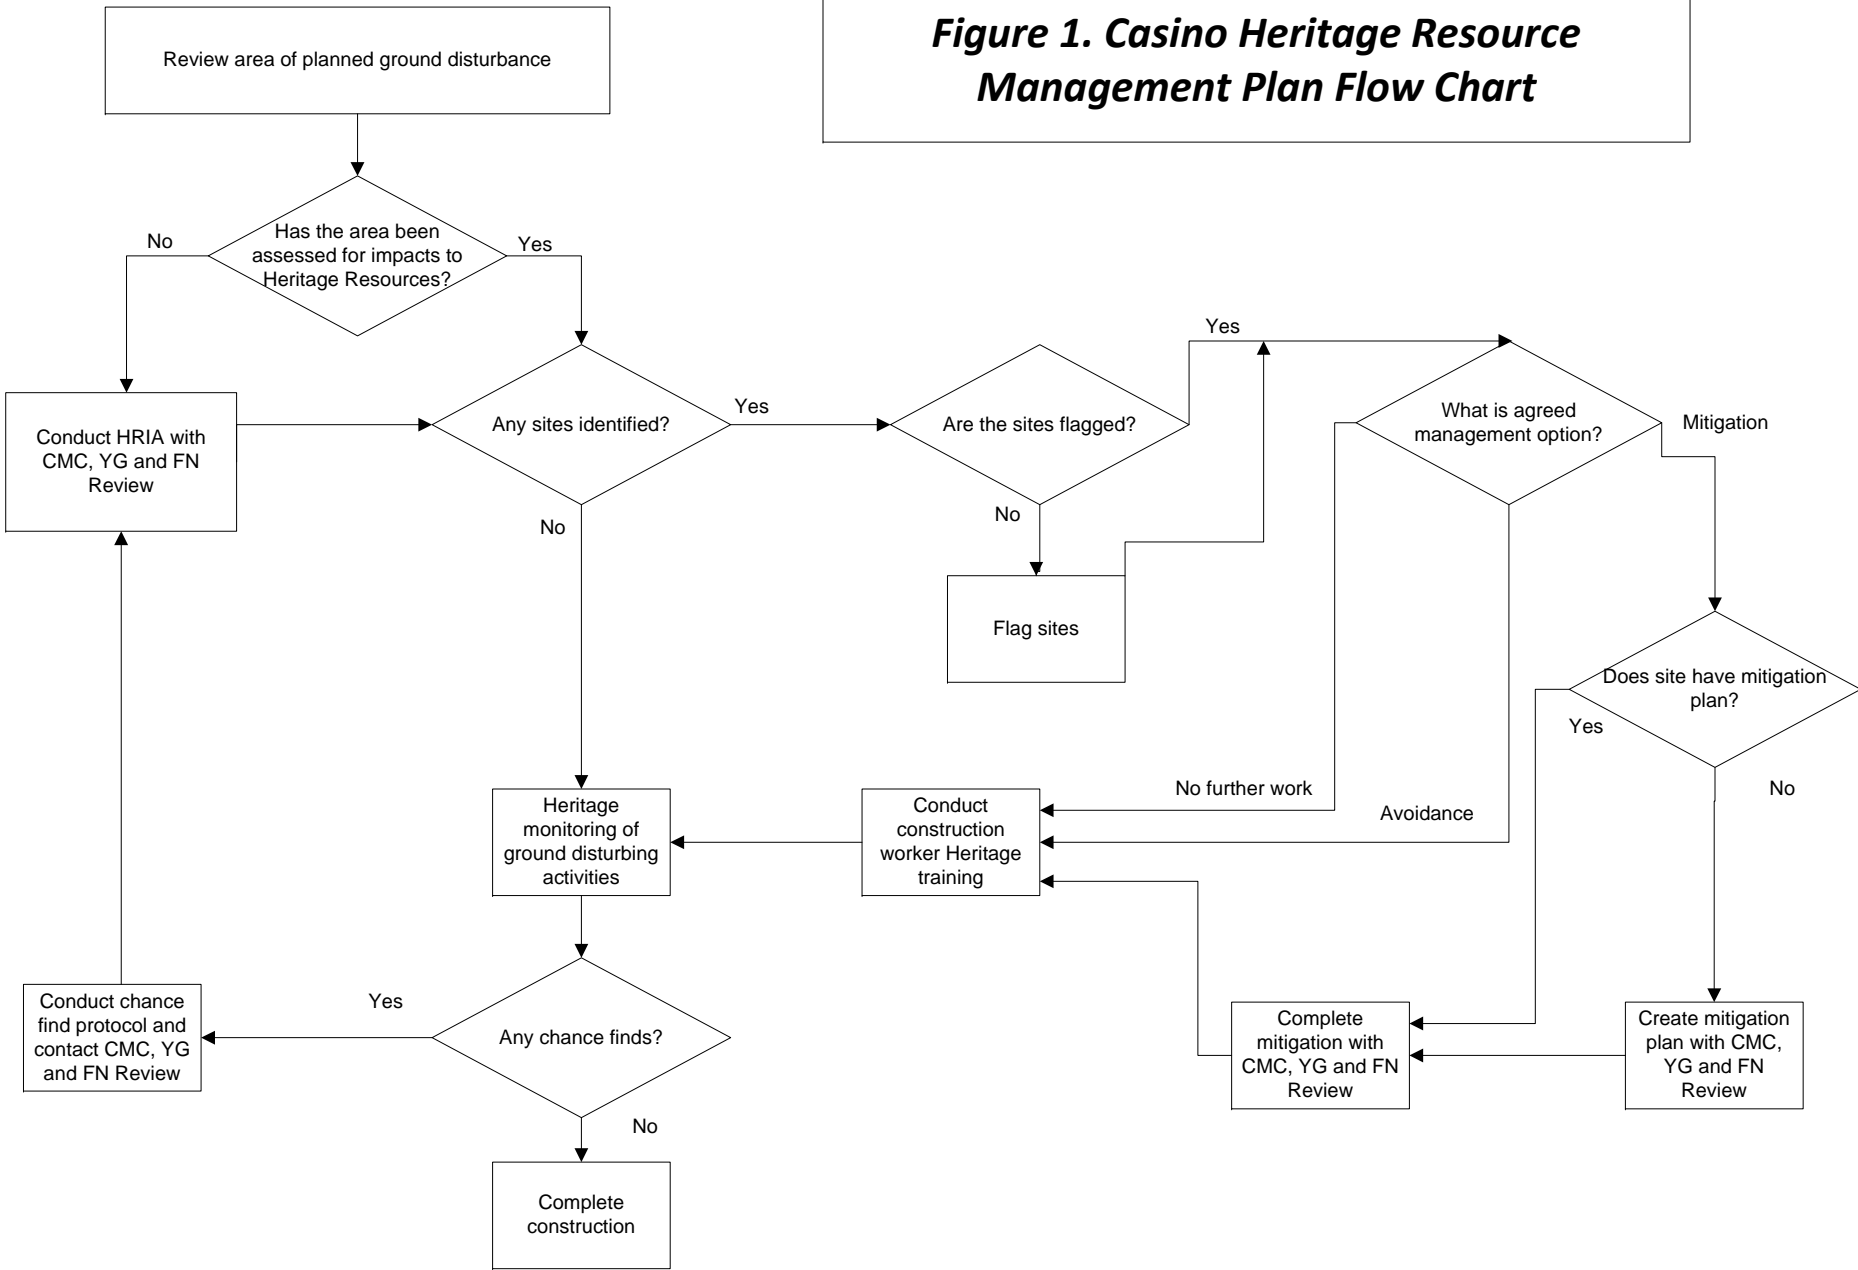 Figure 1. Casino Heritage Resource
Management Plan Flow Chart
Review area of planned ground disturbance
Has the area been
assessed for impacts to
Heritage Resources?
No
Yes
Conduct HRIA with
CMC, YG and FN
Review
Any sites identified?
Yes
No
Are the sites flagged?
Yes
No
Flag sites
What is agreed
management option?
Mitigation
No further work
Avoidance
Does site have mitigation
plan?
Yes
No
Heritage
monitoring of
ground disturbing
activities
Conduct
construction
worker Heritage
training
Complete
mitigation with
CMC, YG and FN
Review
Create mitigation
plan with CMC,
YG and FN
Review
Conduct chance
find protocol and
contact CMC, YG
and FN Review
Yes
Any chance finds?
No
Complete
construction